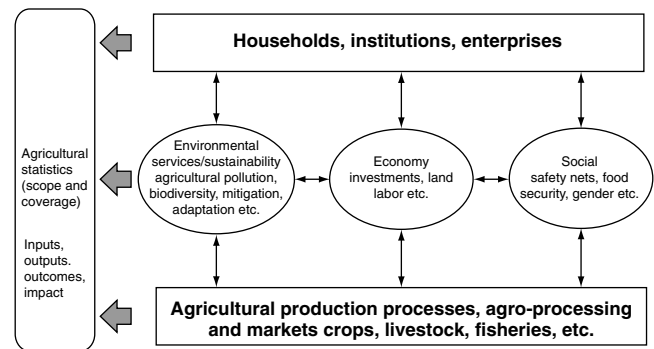 Households, institutions, enterprises
Agricultural
statistics
(scope and
coverage)
Inputs,
outputs.
outcomes,
impact
Environmental
services/sustainability
agricultural pollution,
biodiversity, mitigation,
adaptation etc.
Economy
investments, land
labor etc.
Social
safety nets, food
security, gender etc.
Agricultural production processes, agro-processing
and markets crops, livestock, fisheries, etc.